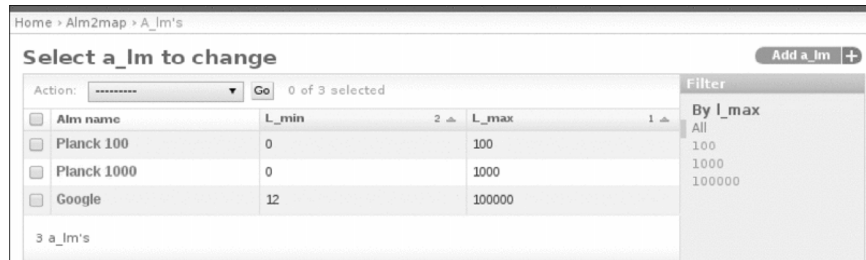 Home › Alm2map › A_lm's
Select a_lm to change
Add a_lm +
Action: --------- Go 0 of 3 selected
Alm name L_min 2 L_max 1
Planck 100 0 100
Planck 1000 0 1000
Google 12 100000
3 a_lm's
Filter
By l_max
All
100
1000
100000